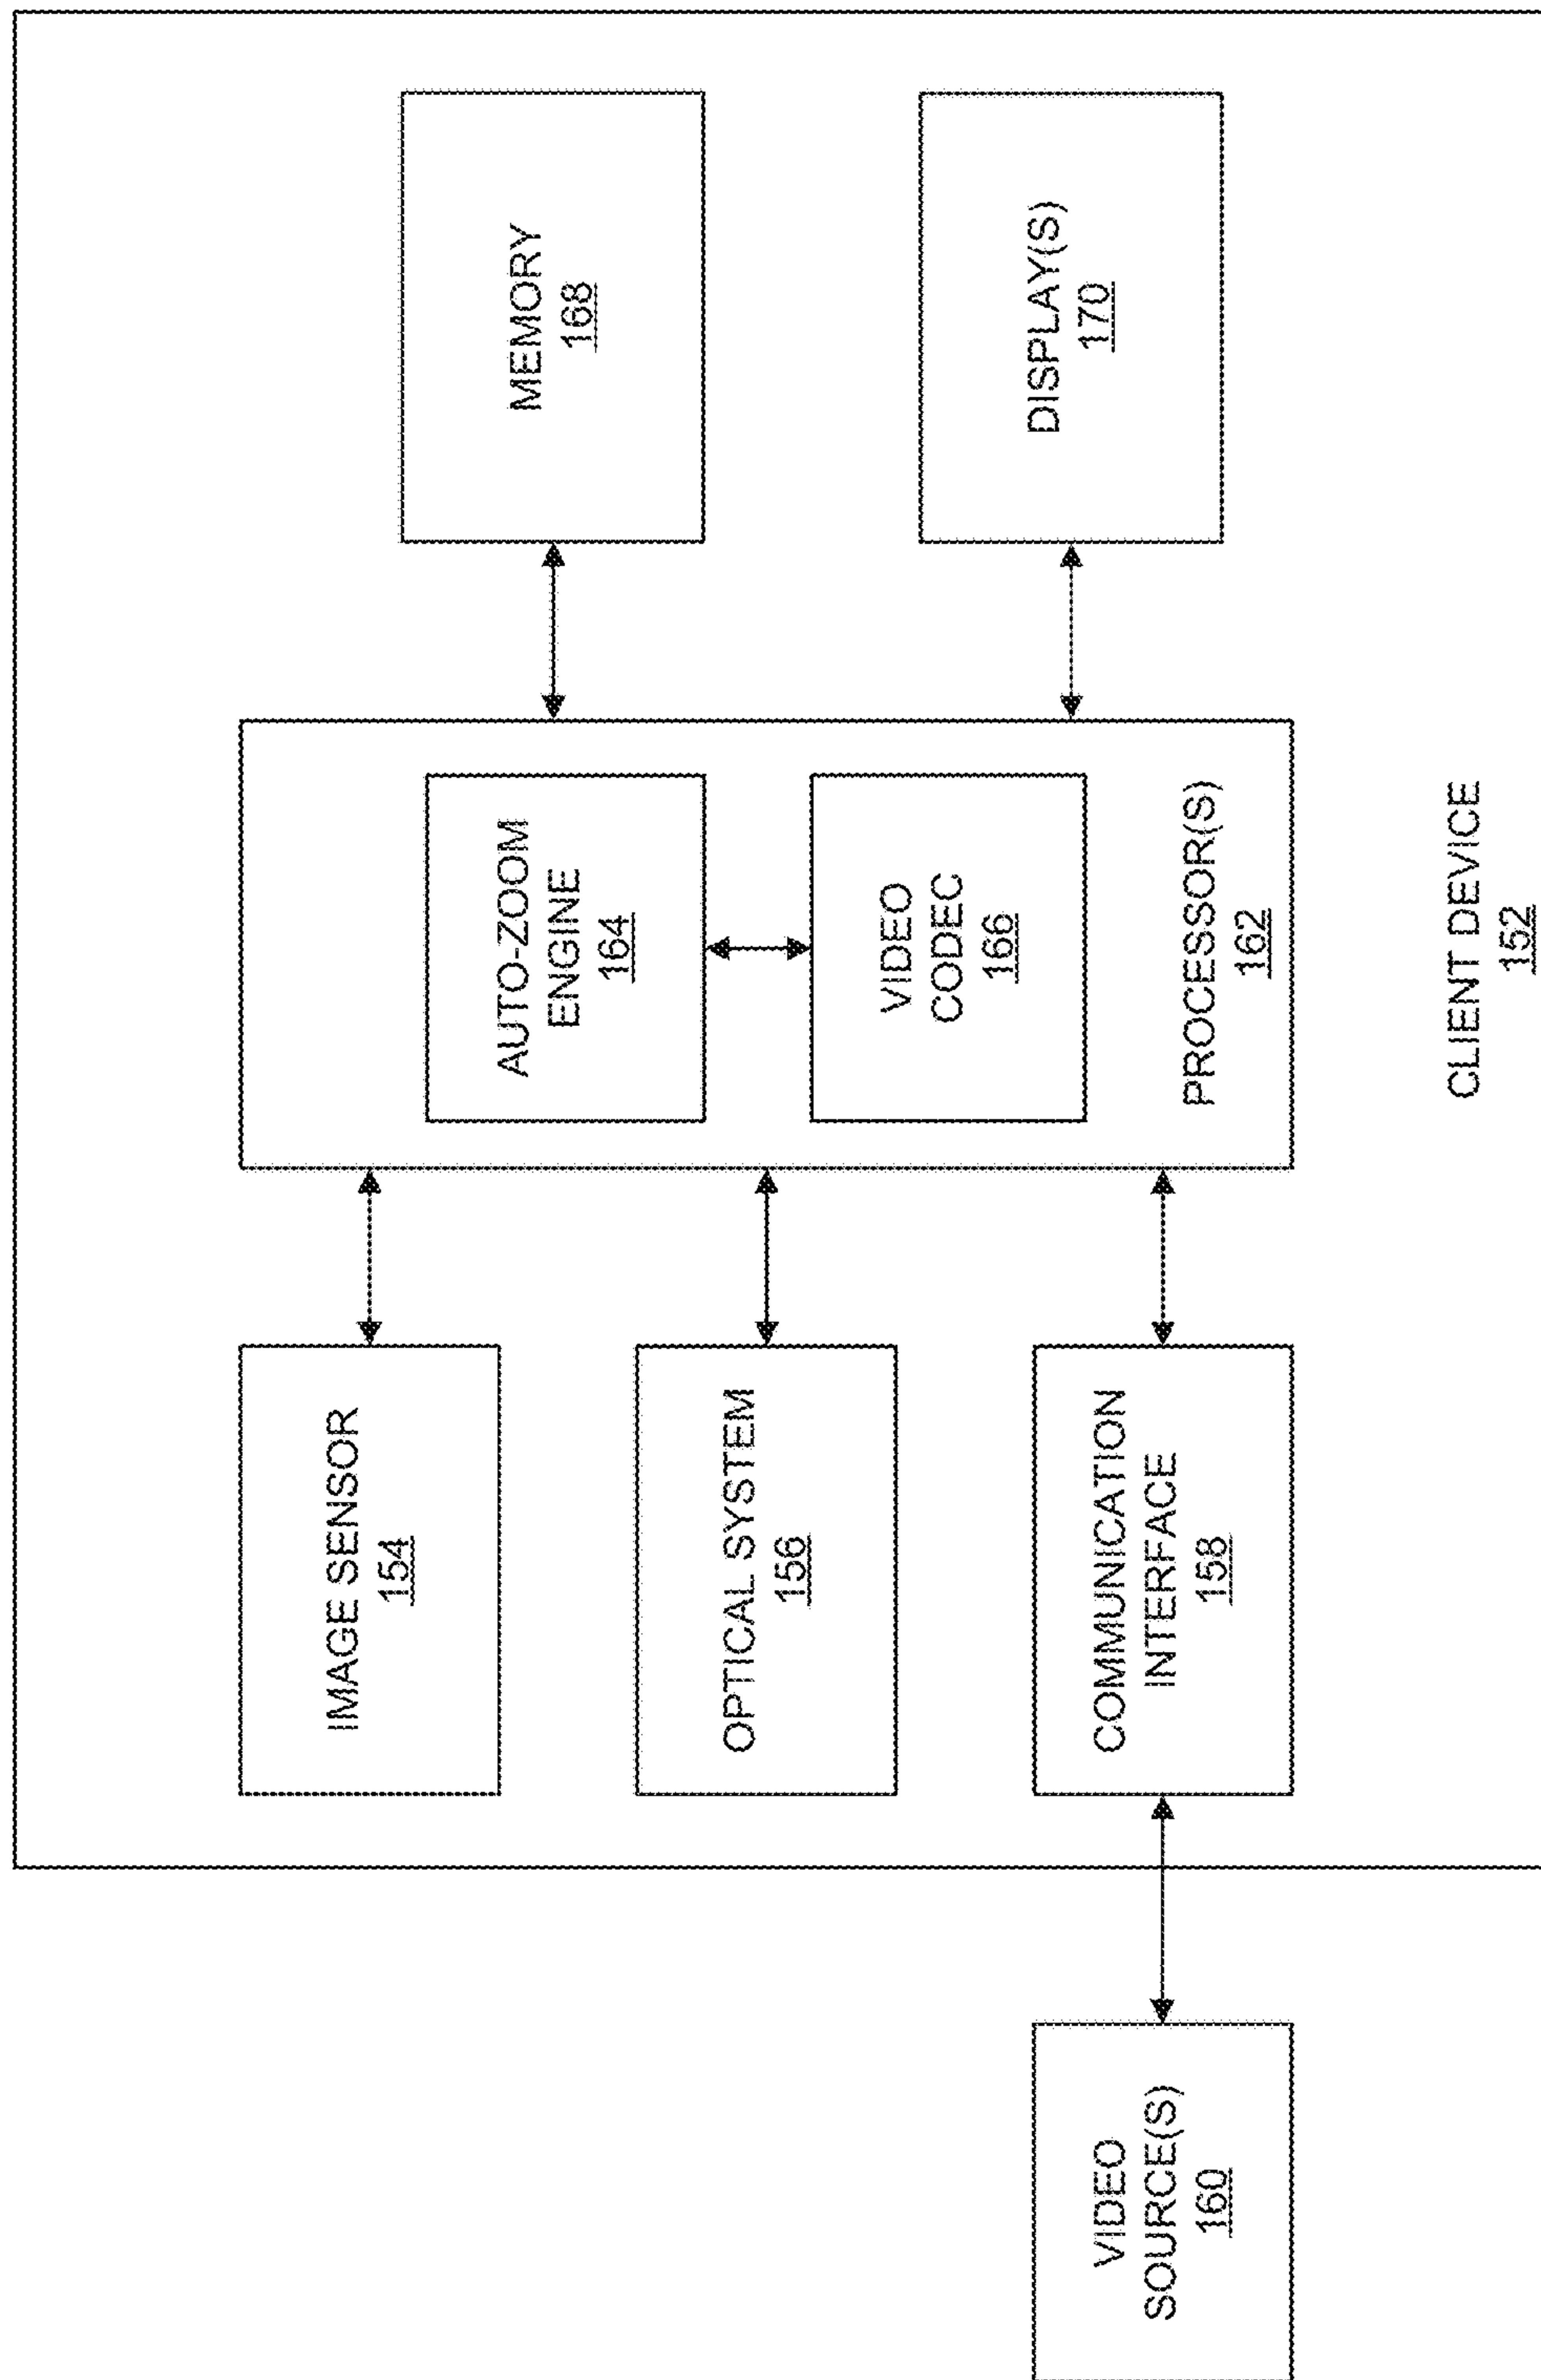 VIDEO
SOURCE(S)
160
IMAGE SENSOR
154
OPTICAL SYSTEM
156
COMMUNICATION
INTERFACE
158
AUTO-ZOOM
ENGINE
164
VIDEO
CODEC
166
PROCESSOR(S)
162
MEMORY
168
DISPLAY(S)
170
CLIENT DEVICE
152